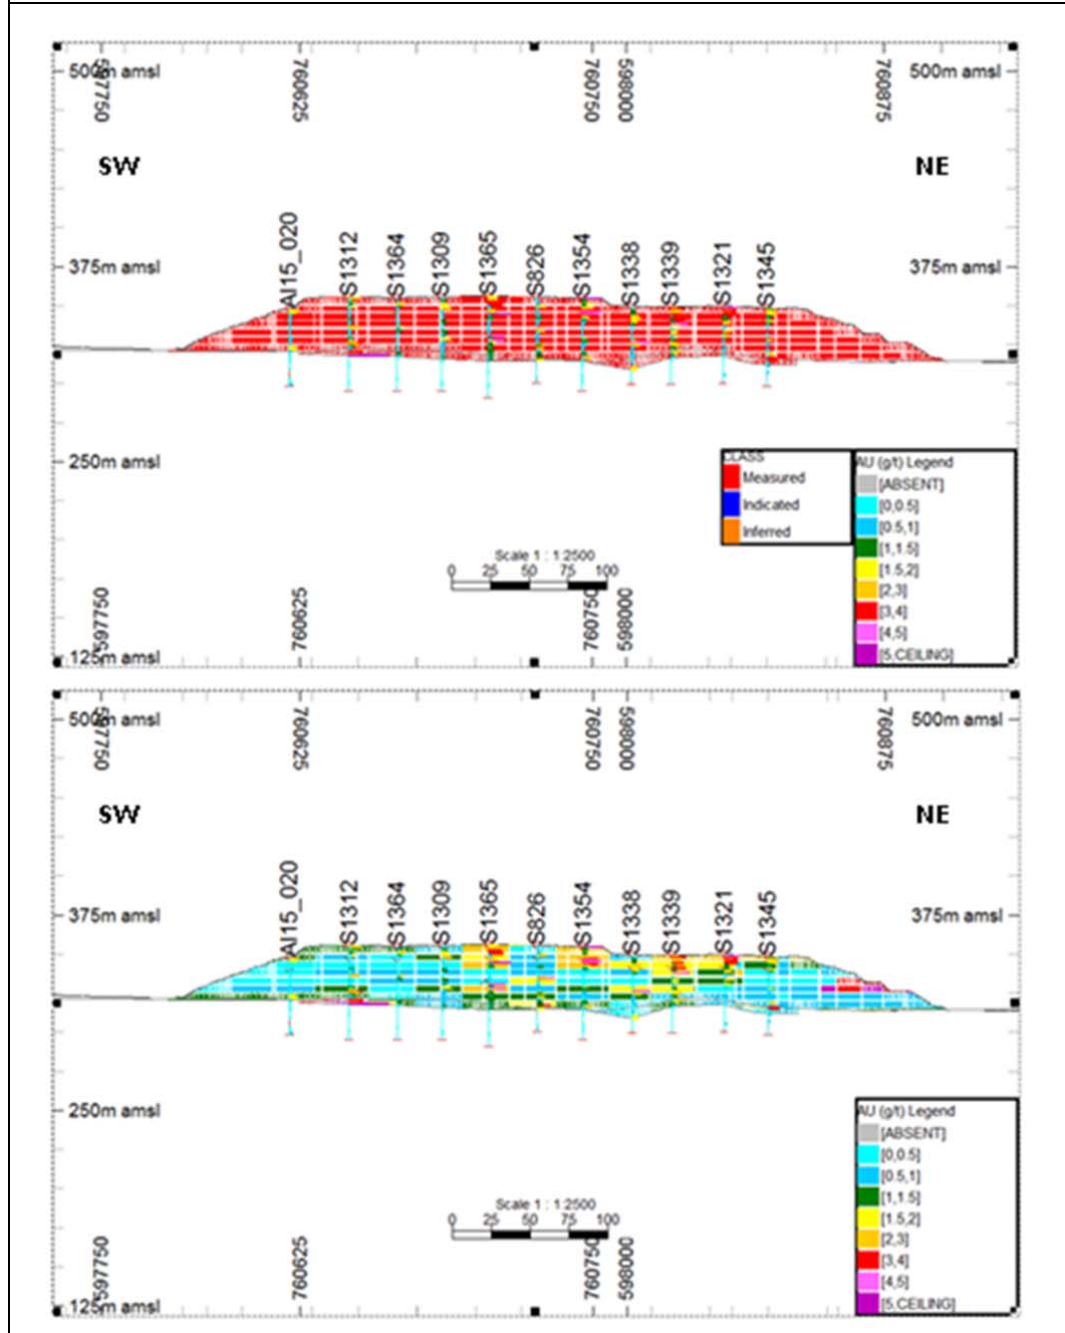 500m amsl 597750 760625 760750 598000 760875 500m amsl
SW NE
375m amsl AI15_020 S1312 S1364 S1309 S1365 S826 S1354 S1338 S1339 S1321 S1345 375m amsl
250m amsl
CLASS
Measured
Indicated
Inferred
AU (g/t) Legend
[ABSENT]
[0,0.5]
[0.5,1]
[1,1.5]
[1.5,2]
[2,3]
[3,4]
[4,5]
[5,CEILING]
Scale 1 : 1:2500
0 25 50 75 100
597750 760625 760750 598000
125m amsl
500m amsl 597750 760625 760750 598000 760875 500m amsl
SW NE
375m amsl AI15_020 S1312 S1364 S1309 S1365 S826 S1354 S1338 S1339 S1321 S1345 375m amsl
250m amsl
AU (g/t) Legend
[ABSENT]
[0,0.5]
[0.5,1]
[1,1.5]
[1.5,2]
[2,3]
[3,4]
[4,5]
[5,CEILING]
Scale 1 : 1:2500
0 25 50 75 100
597750 760625 760750 598000
125m amsl